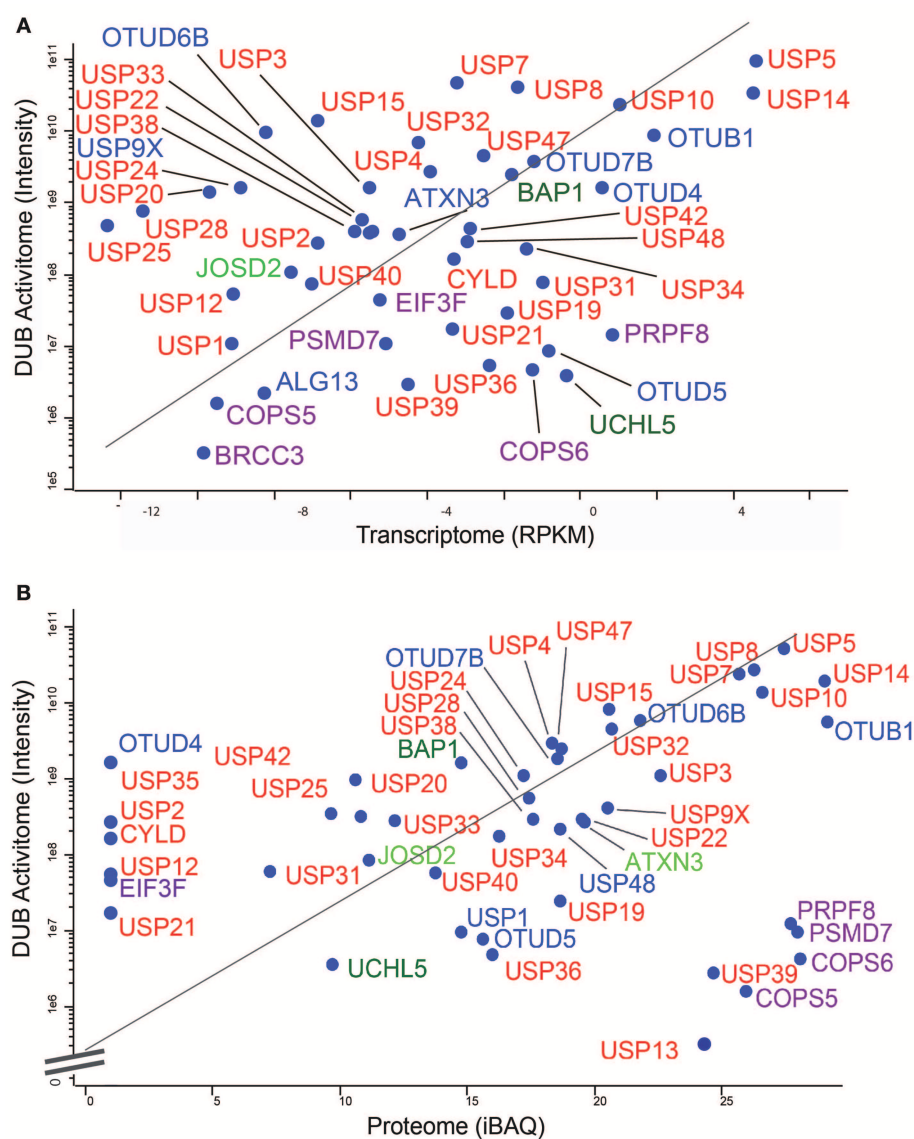 A
OTUD6B
USP3
USP33
USP22
USP38
USP9X
USP24
USP20
USP25
USP28
USP15
USP7
USP8
USP5
USP10
USP14
USP32
USP47
USP4
OTUD7B
OTUB1
ATXN3
BAP1
OTUD4
USP42
USP48
USP2
JOSD2
USP40
CYLD
USP34
USP31
USP12
EIF3F
USP19
USP1
PSMD7
USP21
PRPF8
ALG13
USP39
USP36
OTUD5
COPS5
UCHL5
BRCC3
COPS6
DUB Activitome (Intensity)
1e11
1e10
1e9
1e8
1e7
1e6
1e5
-
-12
-8
-4
0
4
Transcriptome (RPKM)
B
USP4
USP47
OTUD7B
USP24
USP28
USP38
BAP1
USP8
USP5
USP7
USP14
USP15
USP10
OTUD6B
OTUB1
USP32
OTUD4
USP42
USP35
USP25
USP20
USP3
USP2
USP33
USP9X
CYLD
USP22
JOSD2
USP34
ATXN3
USP12
USP31
USP40
USP48
EIF3F
USP19
USP21
USP1
OTUD5
PRPF8
PSMD7
UCHL5
USP36
COPS6
USP39
COPS5
USP13
DUB Activitome (Intensity)
1e11
1e10
1e9
1e8
1e7
1e6
0
0
5
10
15
20
25
Proteome (iBAQ)